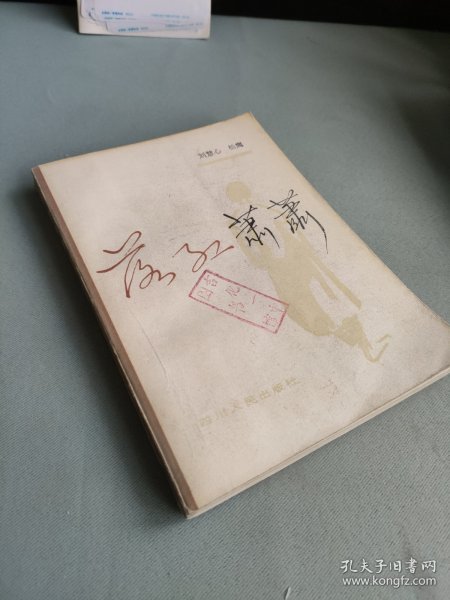 刘慧心 松鹰
落红萧萧
四川人民出版社
孔夫子旧书网
www.kongfz.com